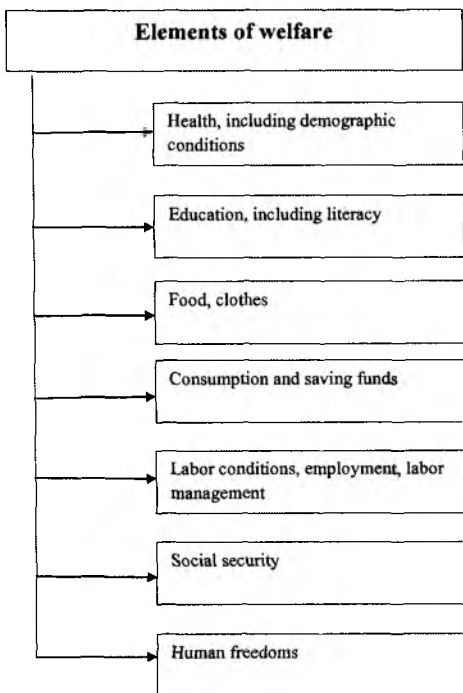 Elements of welfare
Health, including demographic
conditions
Education, including literacy
Food, clothes
Consumption and saving funds
Labor conditions, employment, labor
management
Social security
Human freedoms